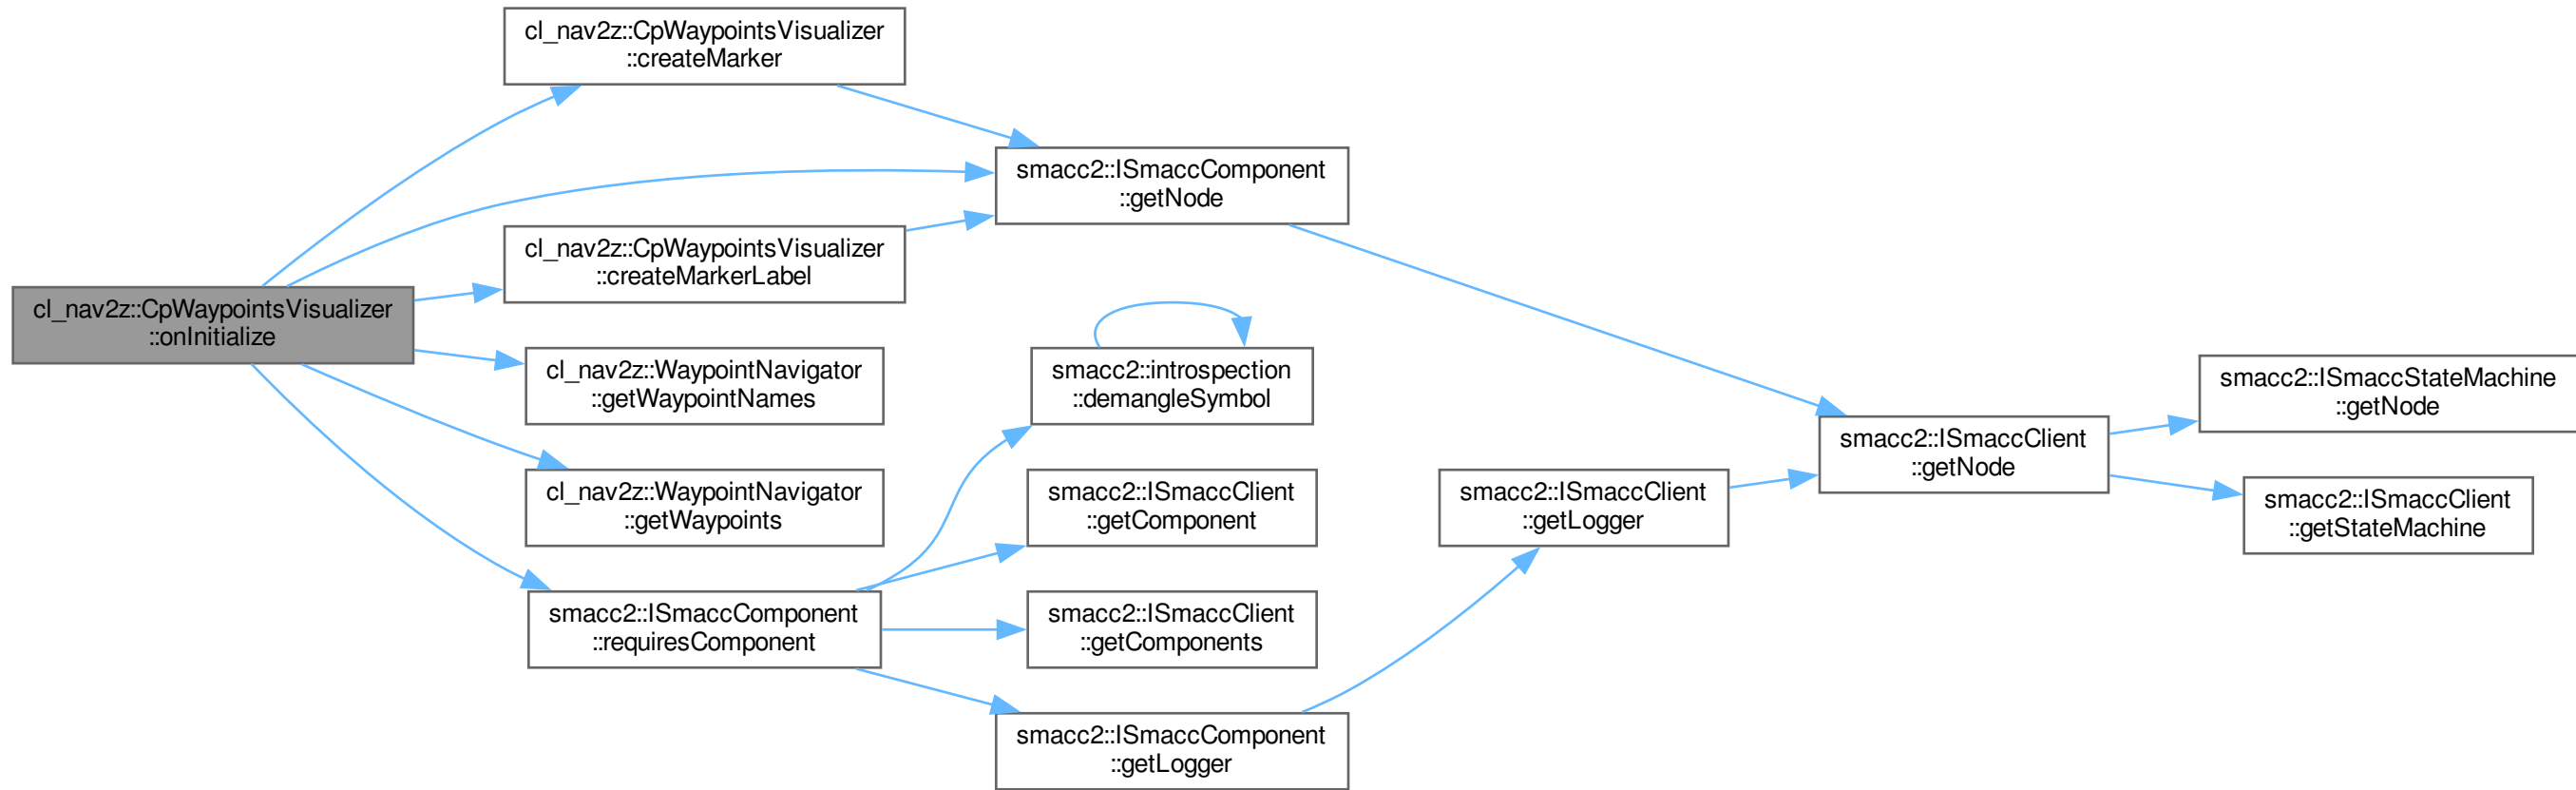 cl_nav2z::CpWaypointsVisualizer
::onInitialize
cl_nav2z::CpWaypointsVisualizer
::createMarker
smacc2::ISmaccComponent
::getNode
cl_nav2z::CpWaypointsVisualizer
::createMarkerLabel
cl_nav2z::WaypointNavigator
::getWaypointNames
cl_nav2z::WaypointNavigator
::getWaypoints
smacc2::ISmaccComponent
::requiresComponent
smacc2::introspection
::demangleSymbol
smacc2::ISmaccClient
::getComponent
smacc2::ISmaccClient
::getComponents
smacc2::ISmaccComponent
::getLogger
smacc2::ISmaccClient
::getLogger
smacc2::ISmaccClient
::getNode
smacc2::ISmaccStateMachine
::getNode
smacc2::ISmaccClient
::getStateMachine